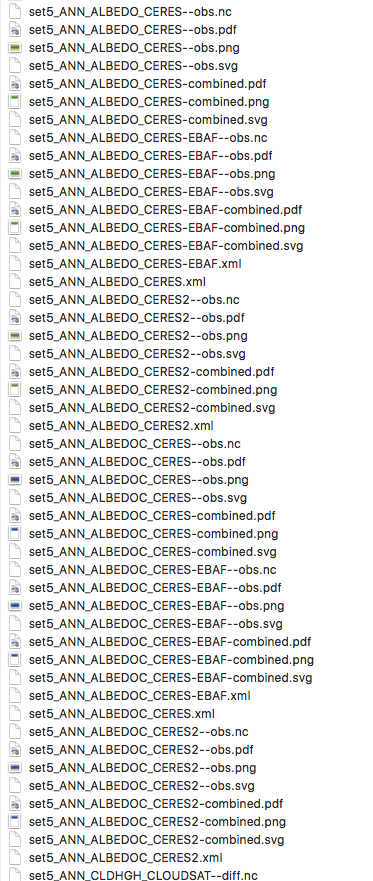 set5_ANN_ALBEDO_CERES--obs.nc
set5_ANN_ALBEDO_CERES--obs.pdf
set5_ANN_ALBEDO_CERES--obs.png
set5_ANN_ALBEDO_CERES--obs.svg
set5_ANN_ALBEDO_CERES-combined.pdf
set5_ANN_ALBEDO_CERES-combined.png
set5_ANN_ALBEDO_CERES-combined.svg
set5_ANN_ALBEDO_CERES-EBAF--obs.nc
set5_ANN_ALBEDO_CERES-EBAF--obs.pdf
set5_ANN_ALBEDO_CERES-EBAF--obs.png
set5_ANN_ALBEDO_CERES-EBAF--obs.svg
set5_ANN_ALBEDO_CERES-EBAF-combined.pdf
set5_ANN_ALBEDO_CERES-EBAF-combined.png
set5_ANN_ALBEDO_CERES-EBAF-combined.svg
set5_ANN_ALBEDO_CERES-EBAF.xml
set5_ANN_ALBEDO_CERES.xml
set5_ANN_ALBEDO_CERES2--obs.nc
set5_ANN_ALBEDO_CERES2--obs.pdf
set5_ANN_ALBEDO_CERES2--obs.png
set5_ANN_ALBEDO_CERES2--obs.svg
set5_ANN_ALBEDO_CERES2-combined.pdf
set5_ANN_ALBEDO_CERES2-combined.png
set5_ANN_ALBEDO_CERES2-combined.svg
set5_ANN_ALBEDO_CERES2.xml
set5_ANN_ALBEDOC_CERES--obs.nc
set5_ANN_ALBEDOC_CERES--obs.pdf
set5_ANN_ALBEDOC_CERES--obs.png
set5_ANN_ALBEDOC_CERES--obs.svg
set5_ANN_ALBEDOC_CERES-combined.pdf
set5_ANN_ALBEDOC_CERES-combined.png
set5_ANN_ALBEDOC_CERES-combined.svg
set5_ANN_ALBEDOC_CERES-EBAF--obs.nc
set5_ANN_ALBEDOC_CERES-EBAF--obs.pdf
set5_ANN_ALBEDOC_CERES-EBAF--obs.png
set5_ANN_ALBEDOC_CERES-EBAF--obs.svg
set5_ANN_ALBEDOC_CERES-EBAF-combined.pdf
set5_ANN_ALBEDOC_CERES-EBAF-combined.png
set5_ANN_ALBEDOC_CERES-EBAF-combined.svg
set5_ANN_ALBEDOC_CERES-EBAF.xml
set5_ANN_ALBEDOC_CERES.xml
set5_ANN_ALBEDOC_CERES2--obs.nc
set5_ANN_ALBEDOC_CERES2--obs.pdf
set5_ANN_ALBEDOC_CERES2--obs.png
set5_ANN_ALBEDOC_CERES2--obs.svg
set5_ANN_ALBEDOC_CERES2-combined.pdf
set5_ANN_ALBEDOC_CERES2-combined.png
set5_ANN_ALBEDOC_CERES2-combined.svg
set5_ANN_ALBEDOC_CERES2.xml
set5_ANN_CLDHGH_CLOUDSAT--diff.nc